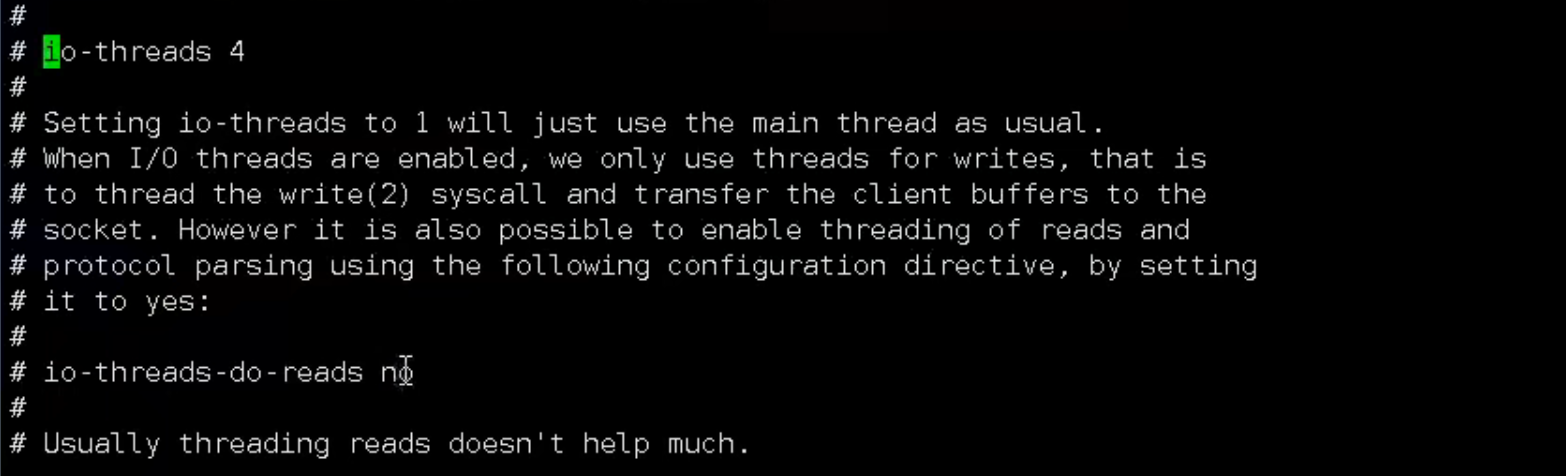 #
# io-threads 4
#
# Setting io-threads to 1 will just use the main thread as usual.
# When I/O threads are enabled, we only use threads for writes, that is
# to thread the write(2) syscall and transfer the client buffers to the
# socket. However it is also possible to enable threading of reads and
# protocol parsing using the following configuration directive, by setting
# it to yes:
#
# io-threads-do-reads no
#
# Usually threading reads doesn't help much.